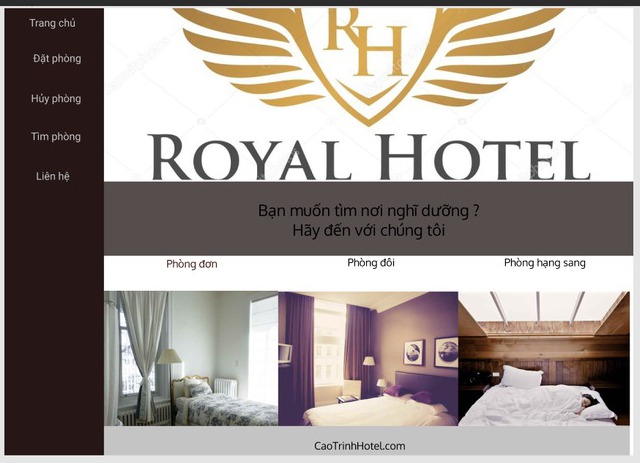 Trang chủ
Đặt phòng
Hủy phòng
Tìm phòng
Liên hệ
RH
ROYAL HOTEL
Bạn muốn tìm nơi nghĩ dưỡng ?
Hãy đến với chúng tôi
Phòng đơn
Phòng đôi
Phòng hạng sang
CaoTrinhHotel.com